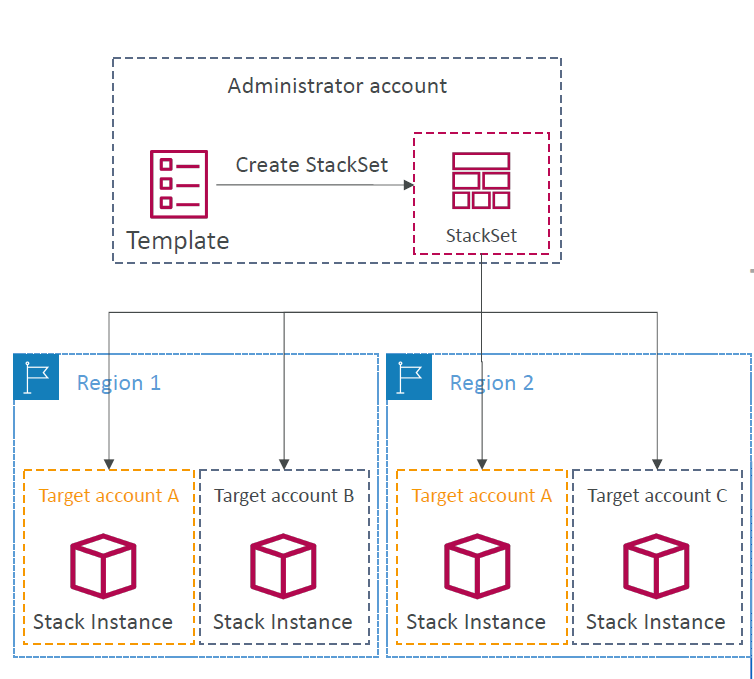 Administrator account
Create StackSet
Template
StackSet
Region 1
Region 2
Target account A
Target account B
Target account A
Target account C
Stack Instance
Stack Instance
Stack Instance
Stack Instance